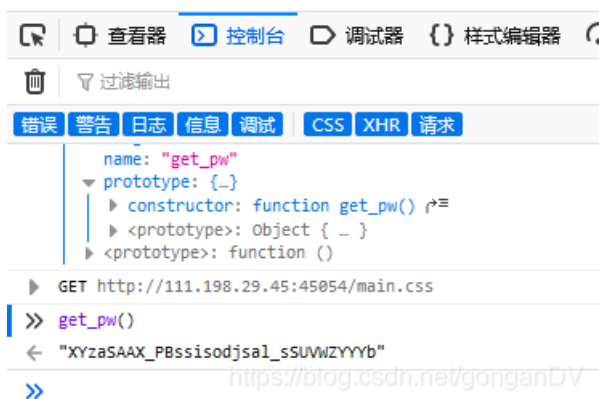 查看器 控制台 调试器 {} 样式编辑器
过滤输出
错误 警告 日志 信息 调试 CSS XHR 请求
name: "get_pw"
prototype: {…}
constructor: function get_pw()
<prototype>: Object { … }
<prototype>: function ()
GET http://111.198.29.45:45054/main.css
>> get_pw()
← "XYzaSAAX_PBssisodjsal_sSUVWZYYYb"
https://blog.csdn.net/gonganDV
>>